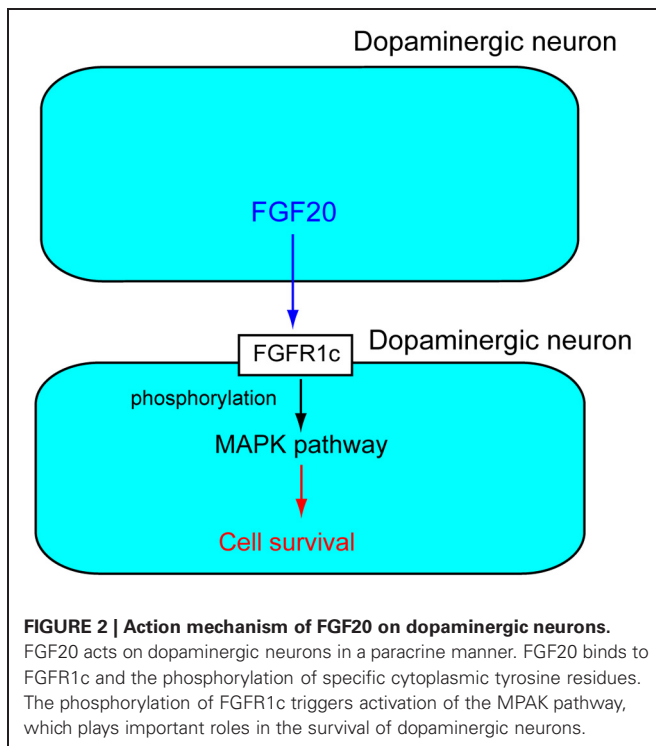 Dopaminergic neuron
FGF20
FGFR1c
Dopaminergic neuron
phosphorylation
MAPK pathway
Cell survival
FIGURE 2 | Action mechanism of FGF20 on dopaminergic neurons.
FGF20 acts on dopaminergic neurons in a paracrine manner. FGF20 binds to
FGFR1c and the phosphorylation of specific cytoplasmic tyrosine residues.
The phosphorylation of FGFR1c triggers activation of the MPAK pathway,
which plays important roles in the survival of dopaminergic neurons.